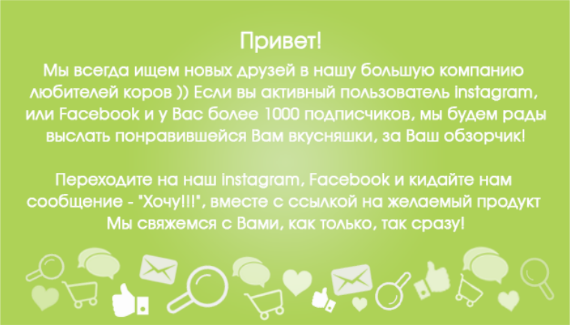 Привет!
Мы всегда ищем новых друзей в нашу большую компанию
любителей коров )) Если вы активный пользователь Instagram,
или Facebook и у Вас более 1000 подписчиков, мы будем рады
выслать понравившейся Вам вкусняшки, за Ваш обзорчик!
Переходите на наш Instagram, Facebook и кидайте нам
сообщение - "Хочу!!!", вместе с ссылкой на желаемый продукт
Мы свяжемся с Вами, как только, так сразу!